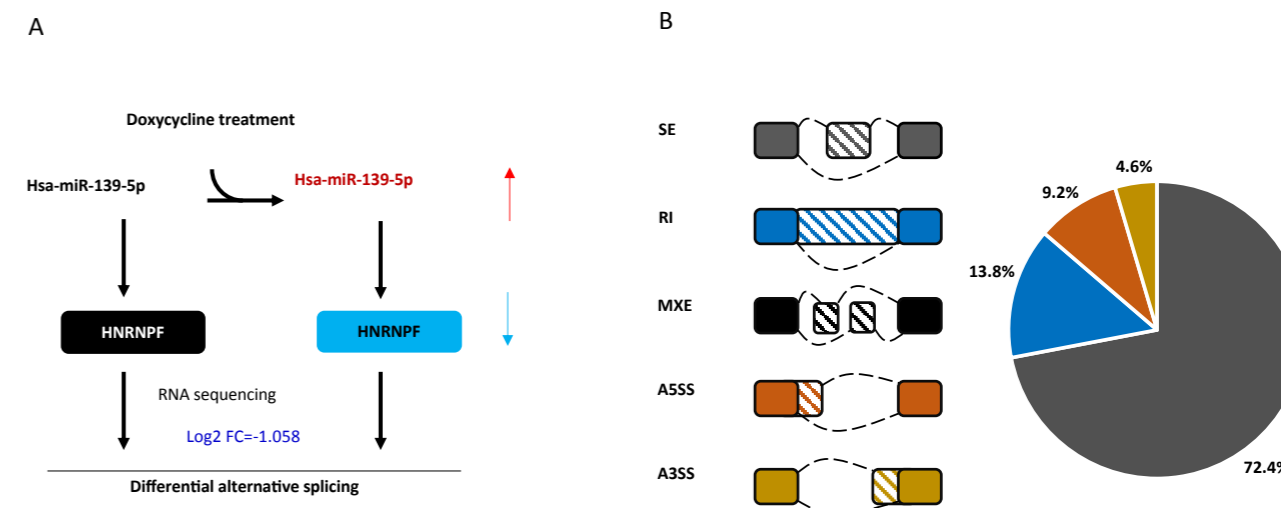 A
Doxycycline treatment
Hsa-miR-139-5p
Hsa-miR-139-5p
HNRNPF
HNRNPF
RNA sequencing
Log2 FC=-1.058
Differential alternative splicing
B
SE
RI
MXE
A5SS
A3SS
4.6%
9.2%
13.8%
72.4%